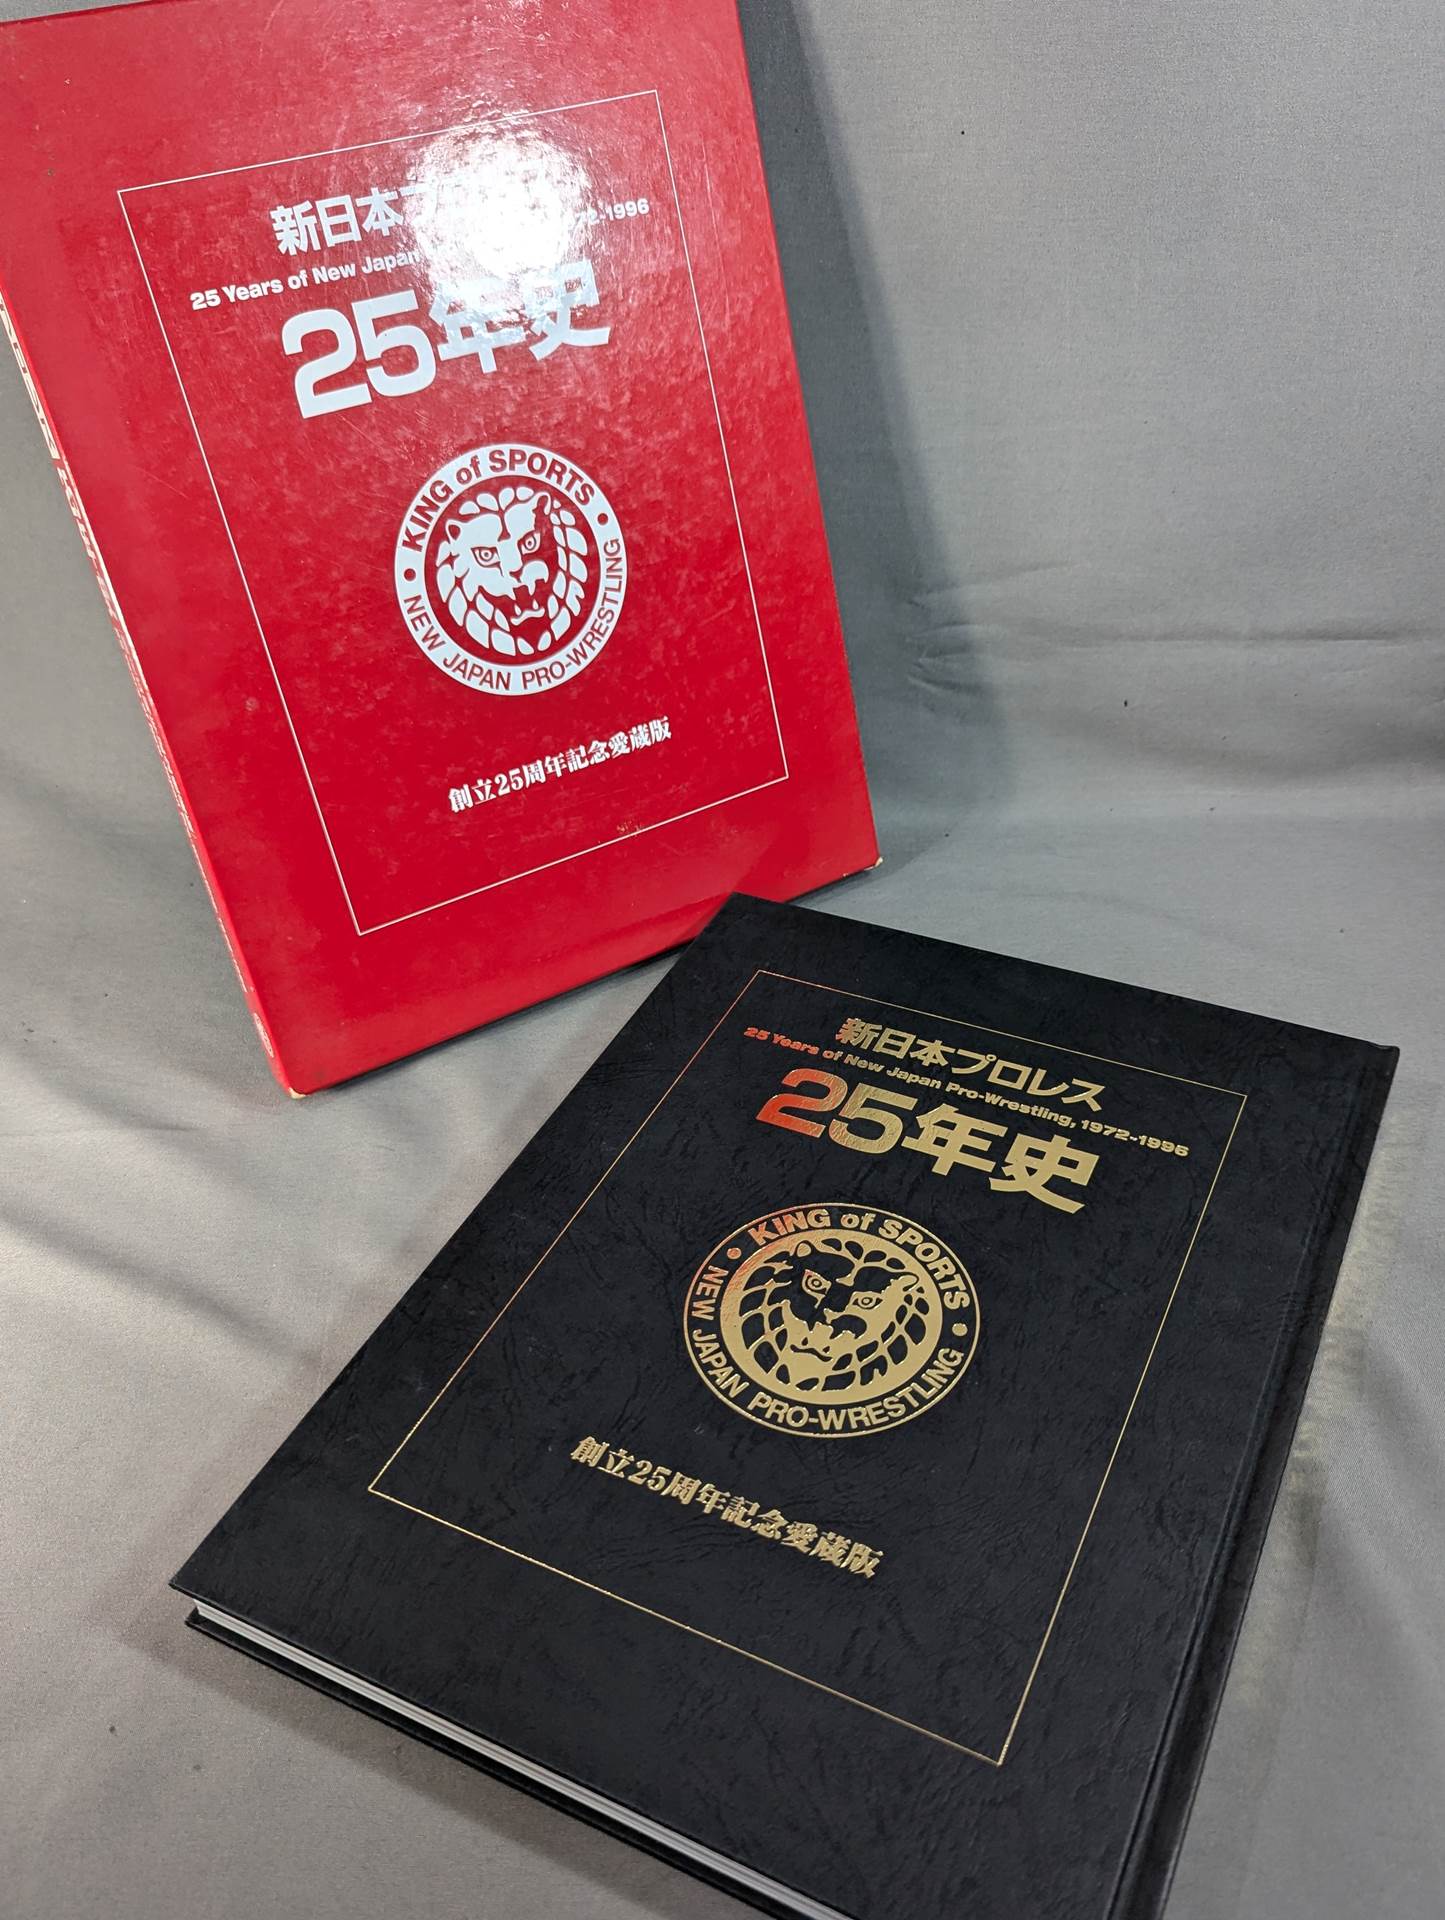 新日本プ
25 Years of New Japan 1972-1996
25年史
KING of SPORTS
NEW JAPAN PRO-WRESTLING
創立25周年記念愛蔵版
新日本プロレス
25 Years of New Japan Pro-Wrestling, 1972-1996
25年史
KING of SPORTS
NEW JAPAN PRO-WRESTLING
創立25周年記念愛蔵版